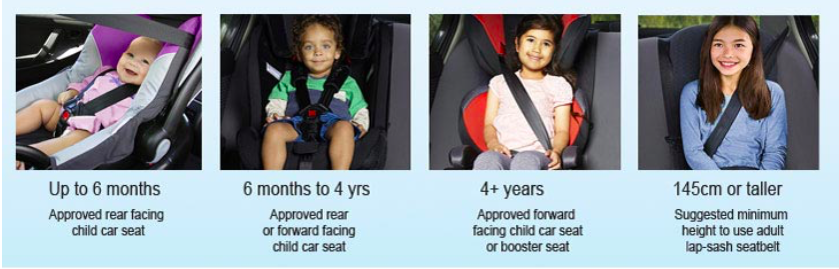 Up to 6 months
Approved rear facing
child car seat
6 months to 4 yrs
Approved rear
or forward facing
child car seat
4+ years
Approved forward
facing child car seat
or booster seat
145cm or taller
Suggested minimum
height to use adult
lap-sash seatbelt